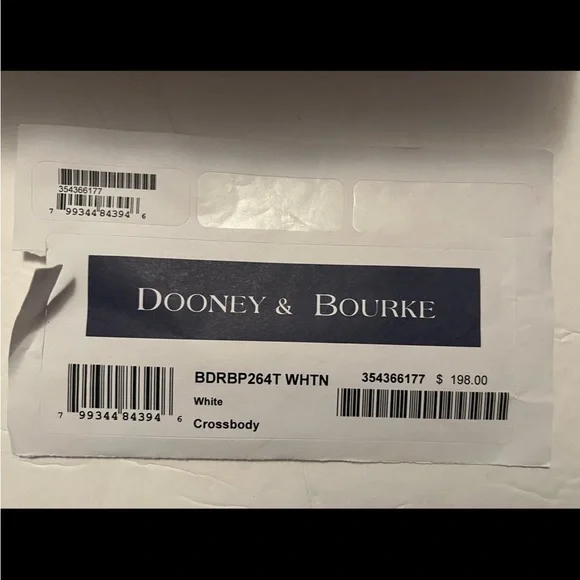 354366177
7 99344 84394 6
DOONEY & BOURKE
BDRBP264T WHTN 354366177 $ 198.00
White
7 99344 84394 6
Crossbody